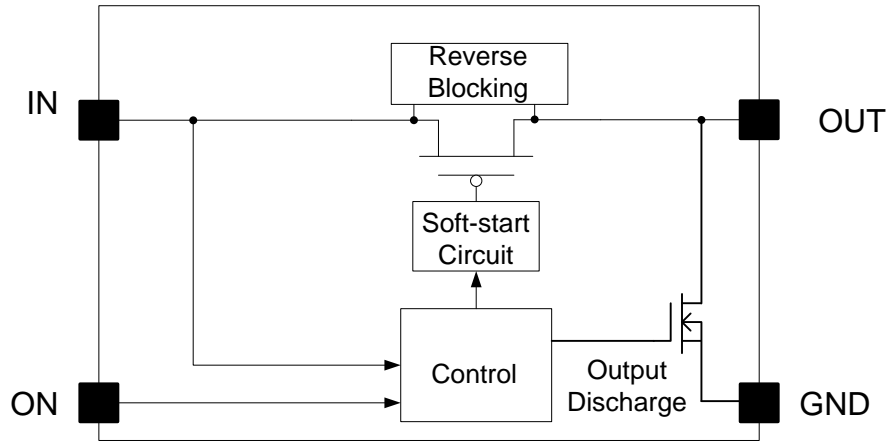 Reverse
Blocking
IN
OUT
Soft-start
Circuit
Control
Output
Discharge
ON
GND